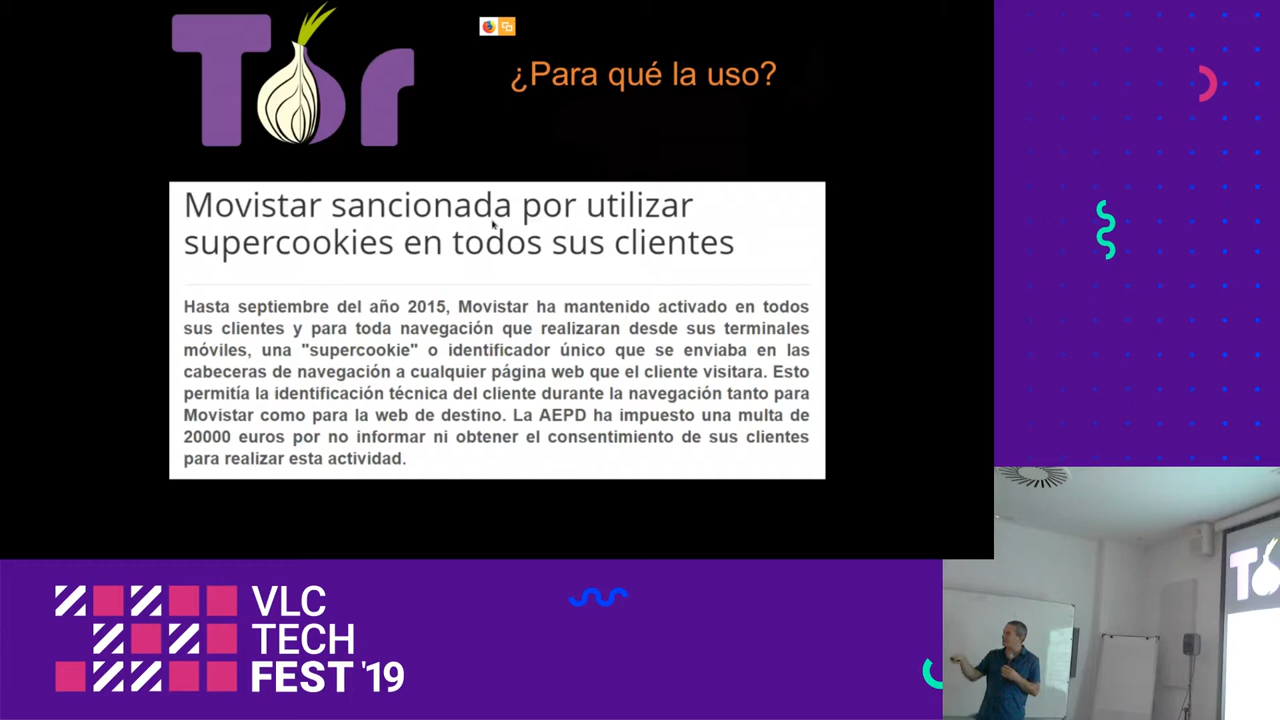 Tor
¿Para qué la uso?
Movistar sancionada por utilizar
supercookies en todos sus clientes
Hasta septiembre del año 2015, Movistar ha mantenido activado en todos
sus clientes y para toda navegación que realizaran desde sus terminales
móviles, una "supercookie" o identificador único que se enviaba en las
cabeceras de navegación a cualquier página web que el cliente visitara. Esto
permitía la identificación técnica del cliente durante la navegación tanto para
Movistar como para la web de destino. La AEPD ha impuesto una multa de
20000 euros por no informar ni obtener el consentimiento de sus clientes
para realizar esta actividad.
VLC
TECH
FEST '19